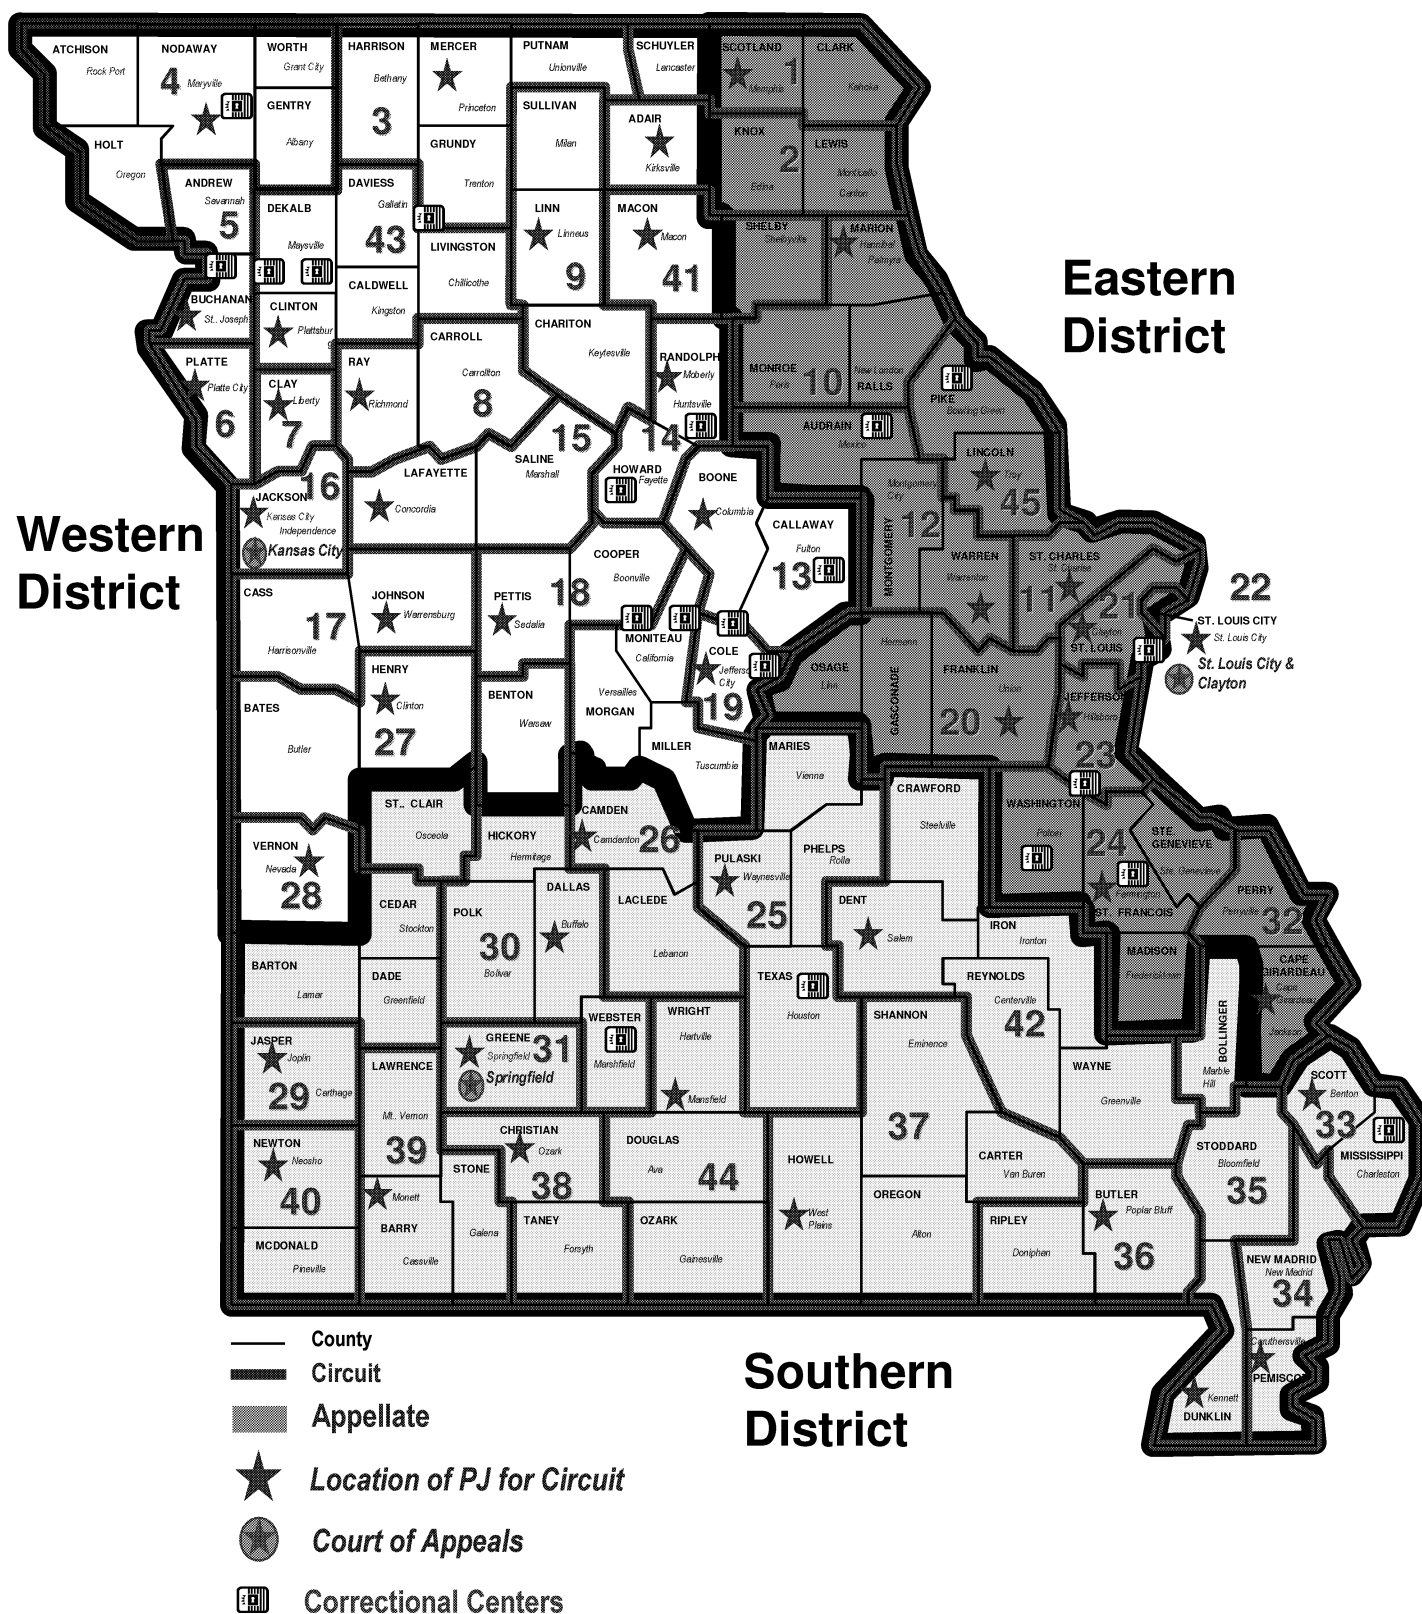 ATCHISON
Rock Port
NODAWAY
4
Maryville
WORTH
Grant City
HARRISON
Bethany
3
MERCER
Princeton
PUTNAM
Unionville
SCHUYLER
Lancaster
SCOTLAND
1
Memphis
CLARK
Kahoka
GENTRY
Albany
SULLIVAN
Milan
ADAIR
Kirksville
KNOX
2
Edina
LEWIS
Monticello
Canton
HOLT
Oregon
GRUNDY
Trenton
ANDREW
Savannah
5
DEKALB
Maysville
DAVIESS
Gallatin
43
LINN
Linneus
9
MACON
Macon
41
SHELBY
Shelbyville
MARION
Hannibal
Palmyra
LIVINGSTON
Chillicothe
Eastern
District
BUCHANAN
St.. Joseph
CLINTON
Plattsbur
g
CALDWELL
Kingston
CARROLL
Carrollton
8
CHARITON
Keytesville
RANDOLPH
Moberly
Huntsville
MONROE
Paris
10
New London
RALLS
PLATTE
Platte City
6
CLAY
Liberty
7
RAY
Richmond
PIKE
Bowling Green
AUDRAIN
Mexico
15
14
SALINE
Marshall
HOWARD
Fayette
BOONE
Columbia
LINCOLN
Troy
45
Western
District
16
JACKSON
Kansas City
Independence
Kansas City
LAFAYETTE
Concordia
CALLAWAY
Fulton
13
Montgomery
City
12
MONTGOMERY
WARREN
Warrenton
ST. CHARLES
St. Charles
11
21
Clayton
ST. LOUIS
22
ST. LOUIS CITY
St. Louis City
St. Louis City &
Clayton
CASS
17
Harrisonville
JOHNSON
Warrensburg
PETTIS
Sedalia
18
COOPER
Boonville
MONITEAU
California
COLE
Jefferso
City
19
OSAGE
Linn
Hermann
GASCONADE
FRANKLIN
Union
20
JEFFERSON
Hillsboro
23
BATES
Butler
HENRY
Clinton
27
BENTON
Warsaw
Versailles
MORGAN
MILLER
Tuscumbia
MARIES
Vienna
CRAWFORD
Steelville
WASHINGTON
Potosi
24
Farmington
ST. FRANCOIS
STE.
GENEVIEVE
Ste. Genevieve
VERNON
Nevada
28
ST.. CLAIR
Osceola
HICKORY
Hermitage
CAMDEN
Camdenton
26
PULASKI
Waynesville
25
PHELPS
Rolla
PERRY
Perryville
32
CEDAR
Stockton
POLK
30
Bolivar
DALLAS
Buffalo
LACLEDE
Lebanon
DENT
Salem
IRON
Ironton
MADISON
Fredericktown
CAPE
GIRARDEAU
Cape
Girardeau
Jackson
BARTON
Lamar
DADE
Greenfield
TEXAS
Houston
REYNOLDS
Centerville
42
BOLLINGER
Marble
Hill
JASPER
Joplin
29
Carthage
LAWRENCE
Mt.. Vernon
39
GREENE
Springfield
31
Springfield
WEBSTER
Marshfield
WRIGHT
Hartville
Mansfield
SHANNON
Eminence
37
WAYNE
Greenville
SCOTT
Benton
33
MISSISSIPPI
Charleston
NEWTON
Neosho
40
STONE
Galena
CHRISTIAN
Ozark
38
DOUGLAS
Ava
44
HOWELL
West
Plains
CARTER
Van Buren
STODDARD
Bloomfield
35
Monett
BARRY
Cassville
MCDONALD
Pineville
TANEY
Forsyth
OZARK
Gainesville
OREGON
Alton
RIPLEY
Doniphan
BUTLER
Poplar Bluff
36
NEW MADRID
New Madrid
34
Caruthersville
PEMISCO
Kennett
DUNKLIN
Southern
District
County
Circuit
Appellate
Location of PJ for Circuit
Court of Appeals
Correctional Centers